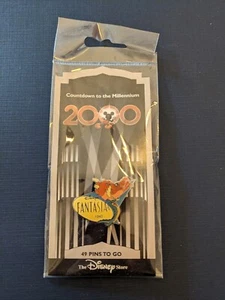 Countdown to the Millennium
2000
FANTASIA
49 PINS TO GO
The Disney Store